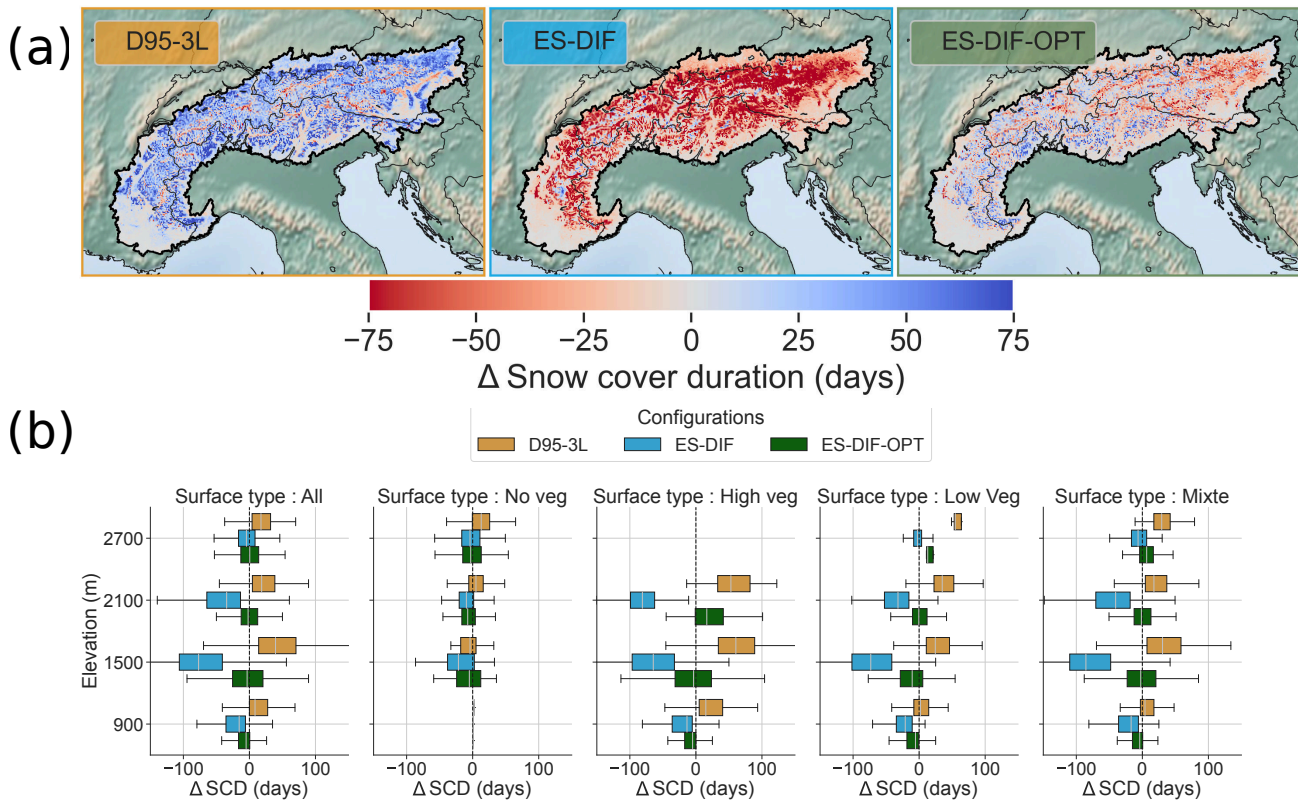 (a)
D95-3L
ES-DIF
ES-DIF-OPT
−75
−50
−25
0
25
50
75
Δ Snow cover duration (days)
(b)
Configurations
D95-3L
ES-DIF
ES-DIF-OPT
Surface type : All
Surface type : No veg
Surface type : High veg
Surface type : Low Veg
Surface type : Mixte
Elevation (m)
2700
2100
1500
900
−100
0
100
−100
0
100
−100
0
100
−100
0
100
−100
0
100
Δ SCD (days)
Δ SCD (days)
Δ SCD (days)
Δ SCD (days)
Δ SCD (days)